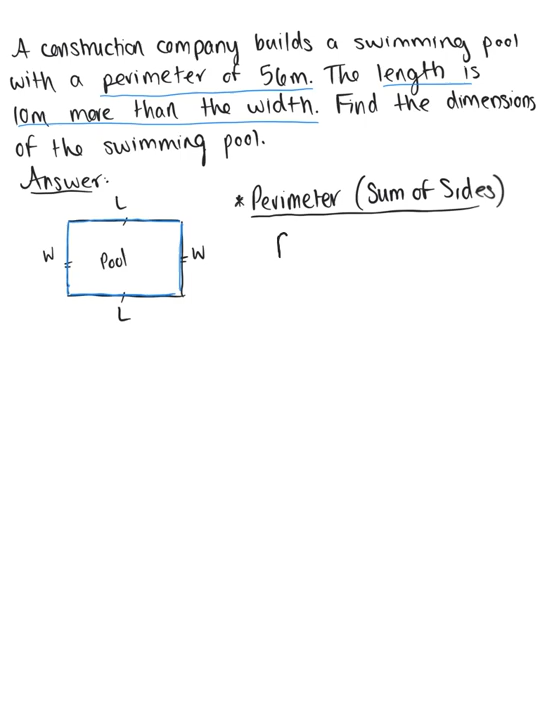 A construction company builds a swimming pool
with a perimeter of 56m. The length is
10m more than the width. Find the dimensions
of the swimming pool.
Answer:
L
* Perimeter (Sum of Sides)
W
Pool
W
L